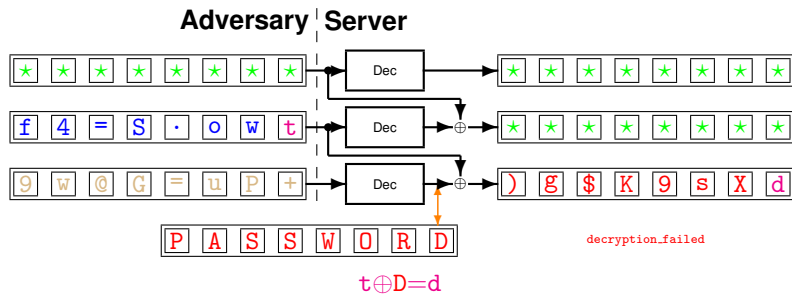 Adversary Server
⋆ ⋆ ⋆ ⋆ ⋆ ⋆ ⋆ ⋆ Dec ⋆ ⋆ ⋆ ⋆ ⋆ ⋆ ⋆ ⋆
f 4 = S · o w t Dec ⊕ ⋆ ⋆ ⋆ ⋆ ⋆ ⋆ ⋆ ⋆
9 w @ G = u P + Dec ⊕ ) g $ K 9 s X d
P A S S W O R D decryption_failed
t⊕D=d